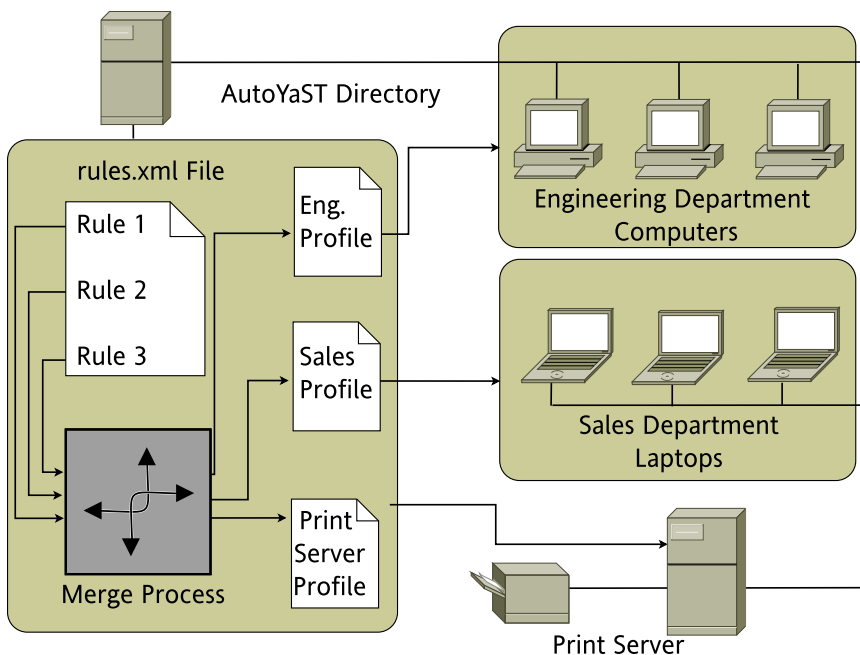 AutoYaST Directory
rules.xml File
Rule 1
Rule 2
Rule 3
Merge Process
Eng.
Profile
Sales
Profile
Print
Server
Profile
Engineering Department
Computers
Sales Department
Laptops
Print Server